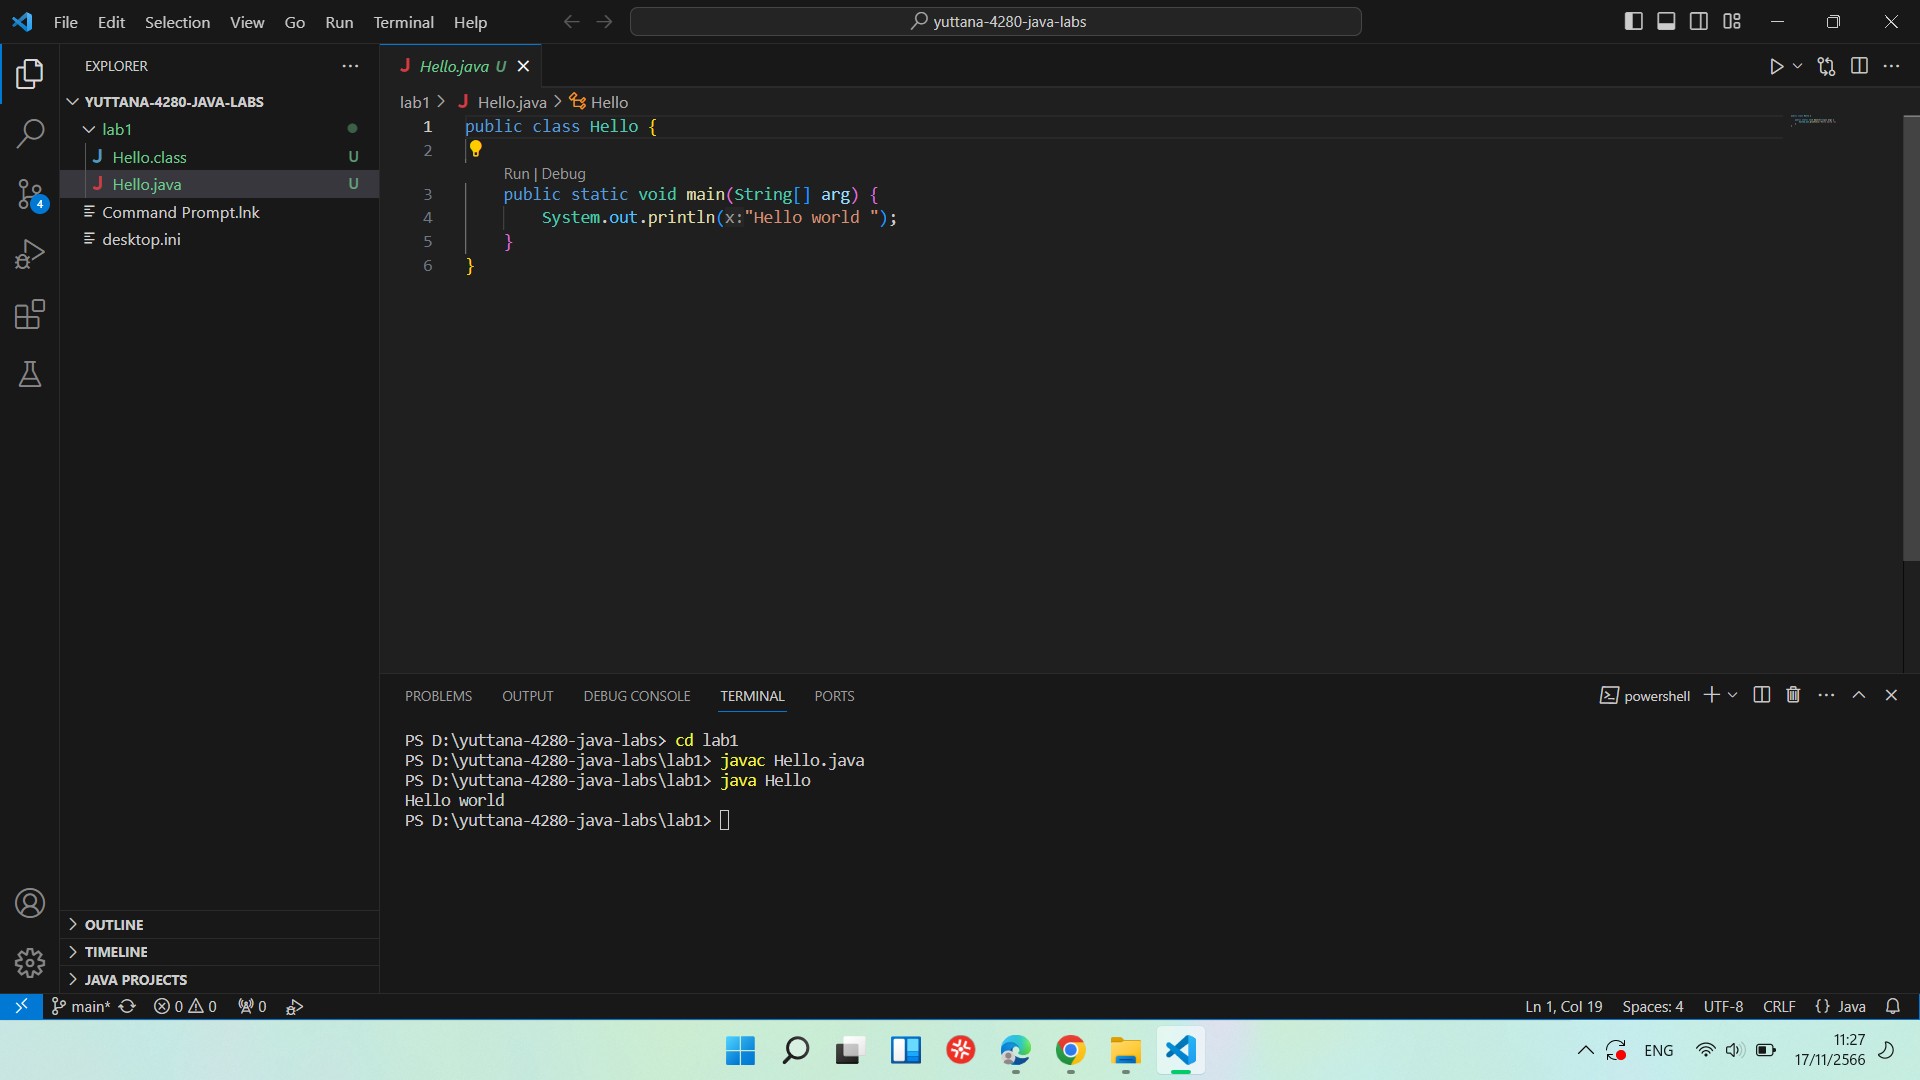 File Edit Selection View Go Run Terminal Help yuttana-4280-java-labs
EXPLORER
YUTTANA-4280-JAVA-LABS
lab1
Hello.class U
Hello.java U
Command Prompt.lnk
desktop.ini
4
OUTLINE
TIMELINE
JAVA PROJECTS
Hello.java U
lab1 > Hello.java > Hello
1 public class Hello {
2
Run | Debug
3 public static void main(String[] arg) {
4 System.out.println(x:"Hello world ");
5 }
6 }
PROBLEMS OUTPUT DEBUG CONSOLE TERMINAL PORTS powershell
PS D:\yuttana-4280-java-labs> cd lab1
PS D:\yuttana-4280-java-labs\lab1> javac Hello.java
PS D:\yuttana-4280-java-labs\lab1> java Hello
Hello world
PS D:\yuttana-4280-java-labs\lab1>
main* 0 0 0 Ln 1, Col 19 Spaces: 4 UTF-8 CRLF {} Java
ENG 11:27
17/11/2566